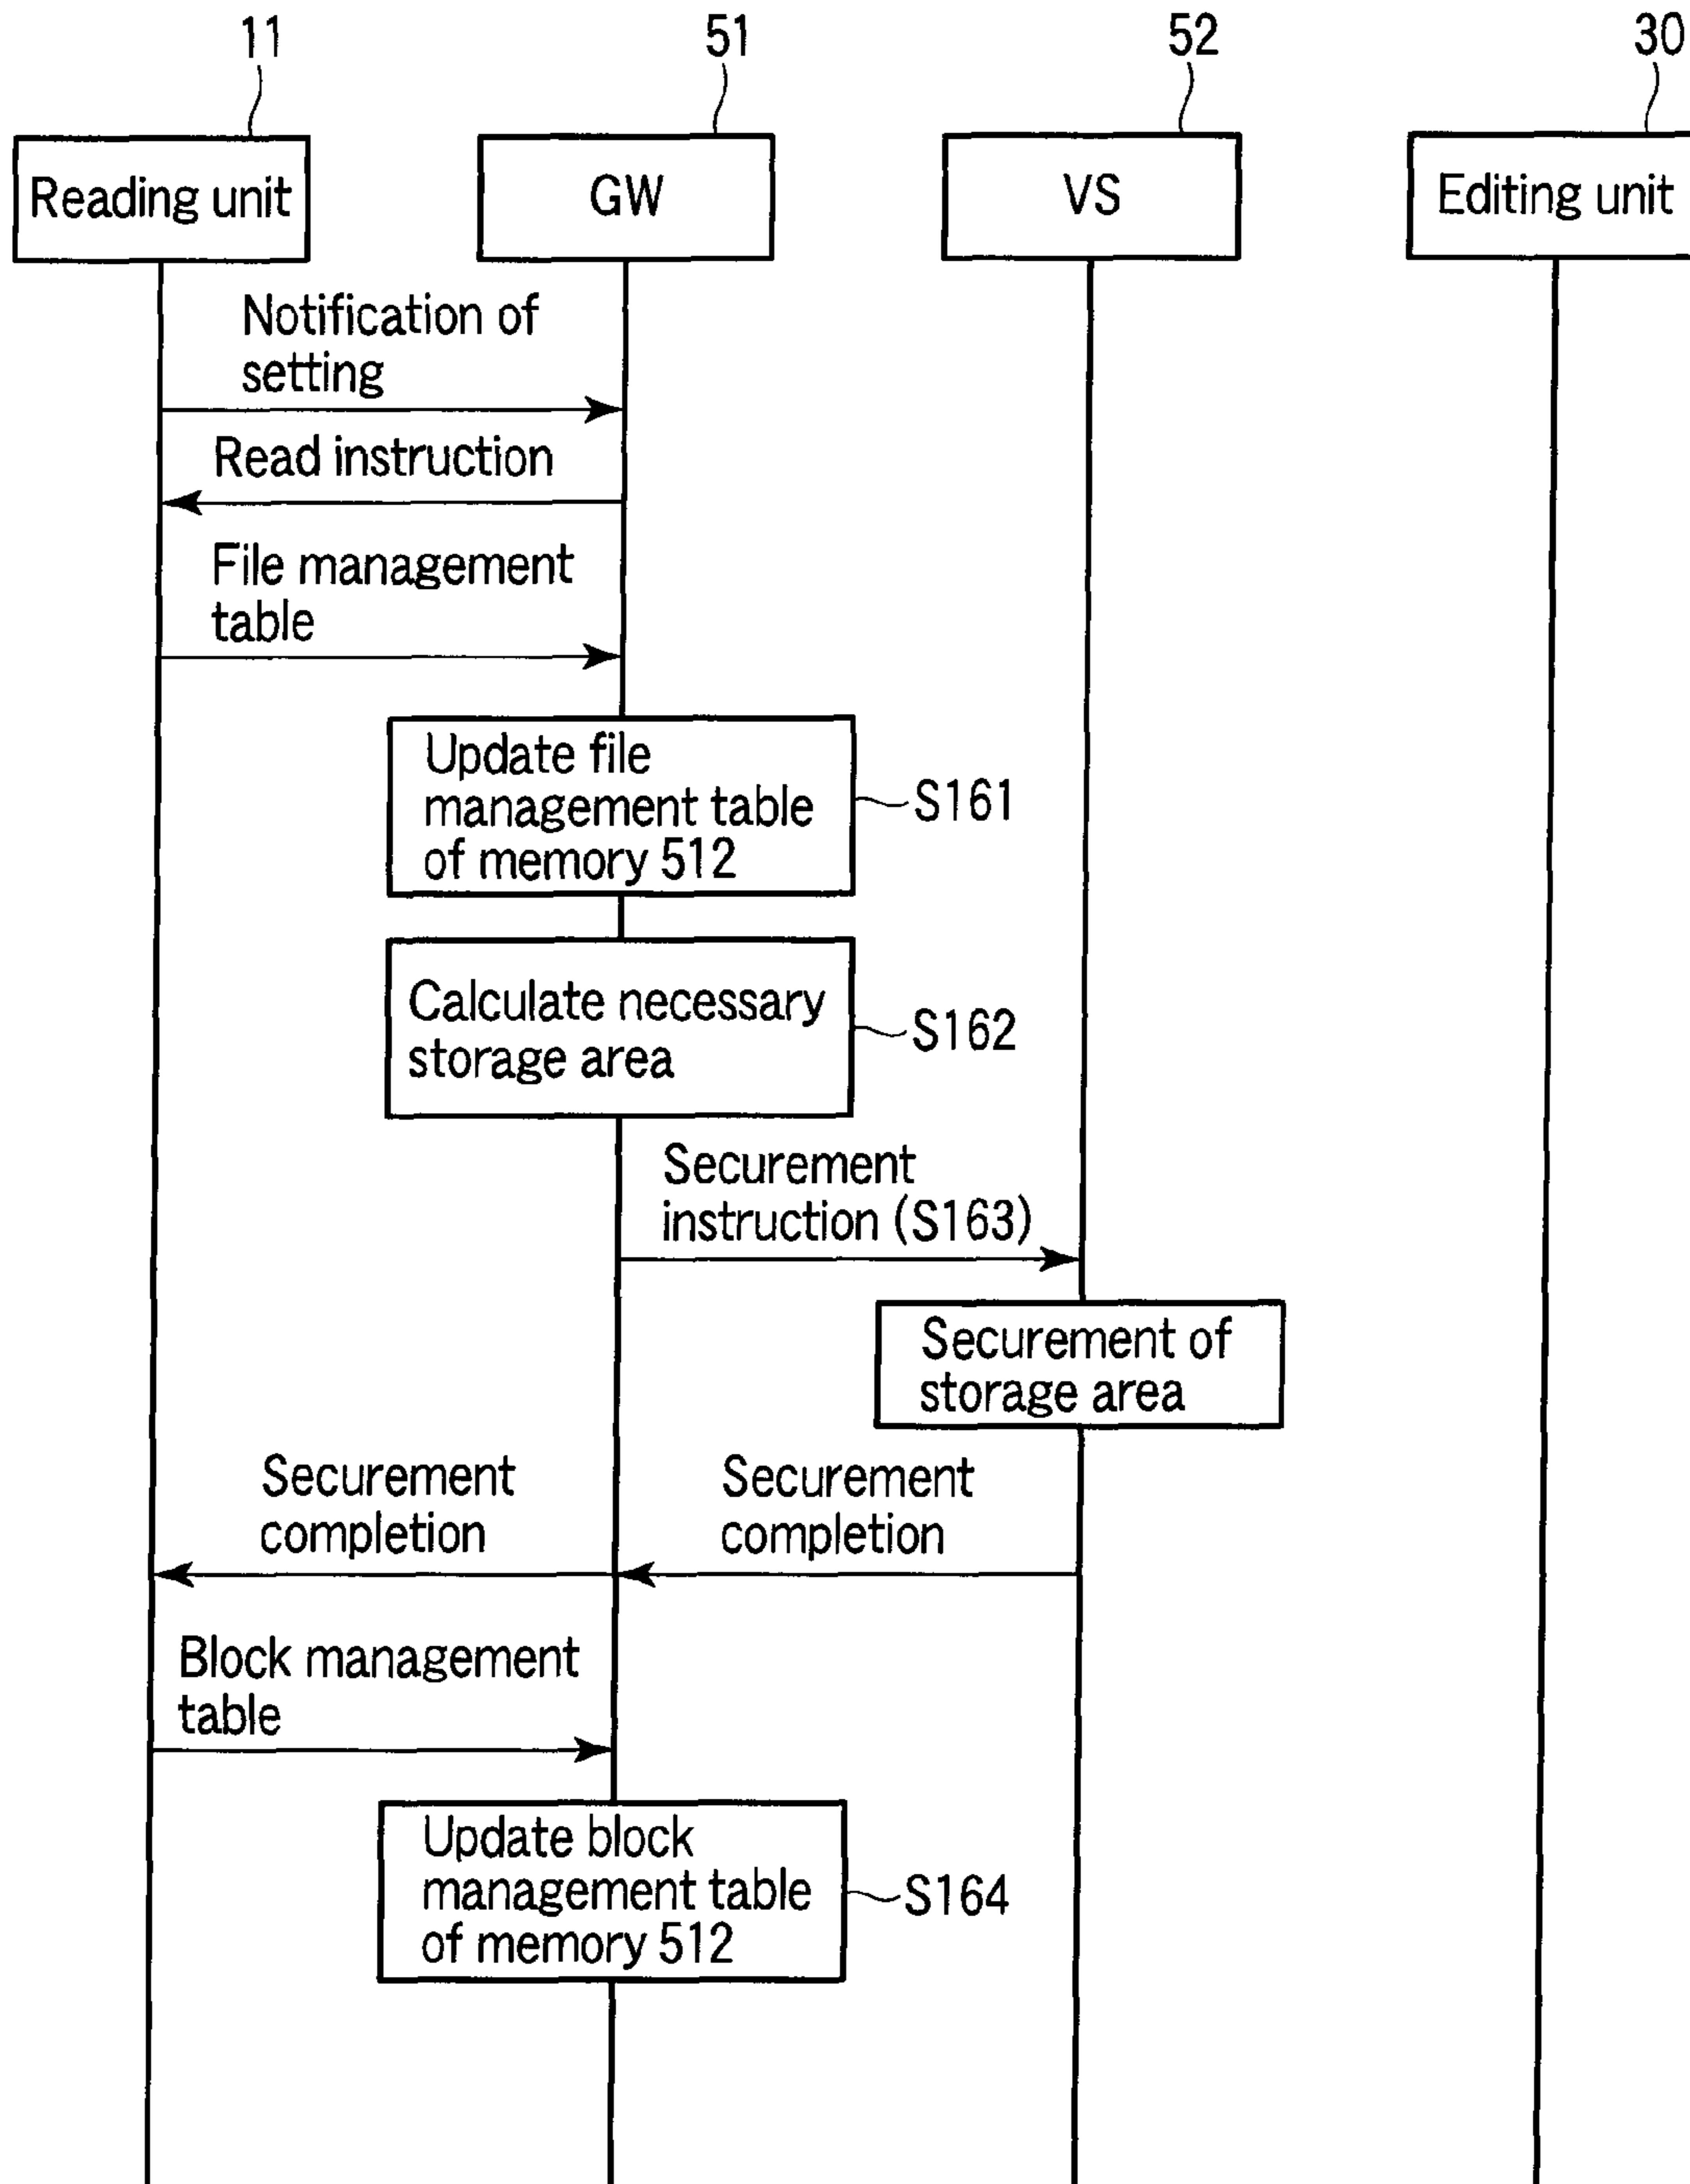 11
51
52
30
Reading unit
GW
VS
Editing unit
Notification of
setting
Read instruction
File management
table
Update file
management table
of memory 512
S161
Calculate necessary
storage area
S162
Securement
instruction (S163)
Securement of
storage area
Securement
completion
Securement
completion
Block management
table
Update block
management table
of memory 512
S164